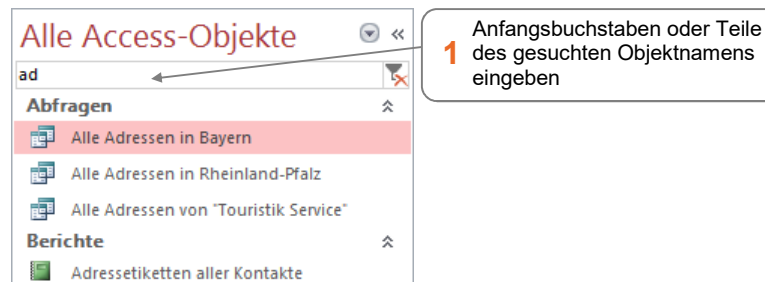 Alle Access-Objekte
ad
Abfragen
Alle Adressen in Bayern
Alle Adressen in Rheinland-Pfalz
Alle Adressen von "Touristik Service"
Berichte
Adressetiketten aller Kontakte
1
Anfangsbuchstaben oder Teile
des gesuchten Objektnamens
eingeben